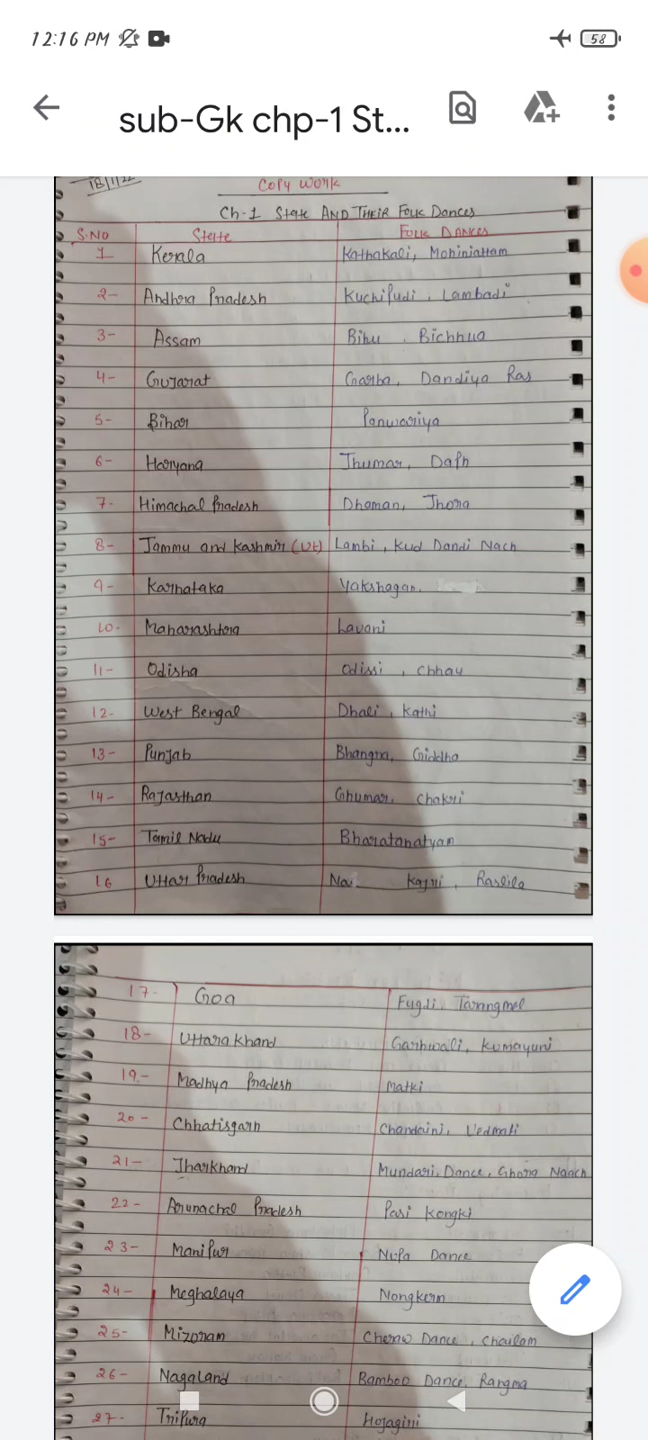 12:16 PM 58
sub-Gk chp-1 St...
Copy Work
Ch-1 State AND THEIR Folk Dances
S.NO State FOLK DANCES
1 Kerala Kathakali, Mohiniattam
2- Andhra Pradesh Kuchipudi, Lambadi
3- Assam Bihu, Bichhua
4- Gujarat Garba, Dandiya Ras
5- Bihar Panwariya
6- Haryana Jhumar, Daph
7- Himachal Pradesh Dhaman, Jhora
8- Jammu and Kashmir (Ut) Lambi, Kud Dandi Nach
9- Karnataka Yakshagan.
10- Maharashtra Lavani
11- Odisha Odissi, Chhau
12- West Bengal Dhali, Kathi
13- Punjab Bhangra, Giddha
14- Rajasthan Ghumar, Chakri
15- Tamil Nadu Bharatanatyam
16 Uttar Pradesh Kajri, Raslila
17- Goa Fugdi, Tarangmel
18- Uttarakhand Garhwali, Kumayuni
19- Madhya Pradesh Matki
20- Chhatisgarh Chandaini, Vedmati
21- Jharkhand Mundari, Dance, Ghora Naach
22- Arunachal Pradesh Pasi Kongki
23- Manipur Nupa Dance
24- Meghalaya Nongkrem
25- Mizoram Cheraw Dance, Chailam
26- Nagaland Bamboo Dance, Rangma
27- Tripura Hojagiri